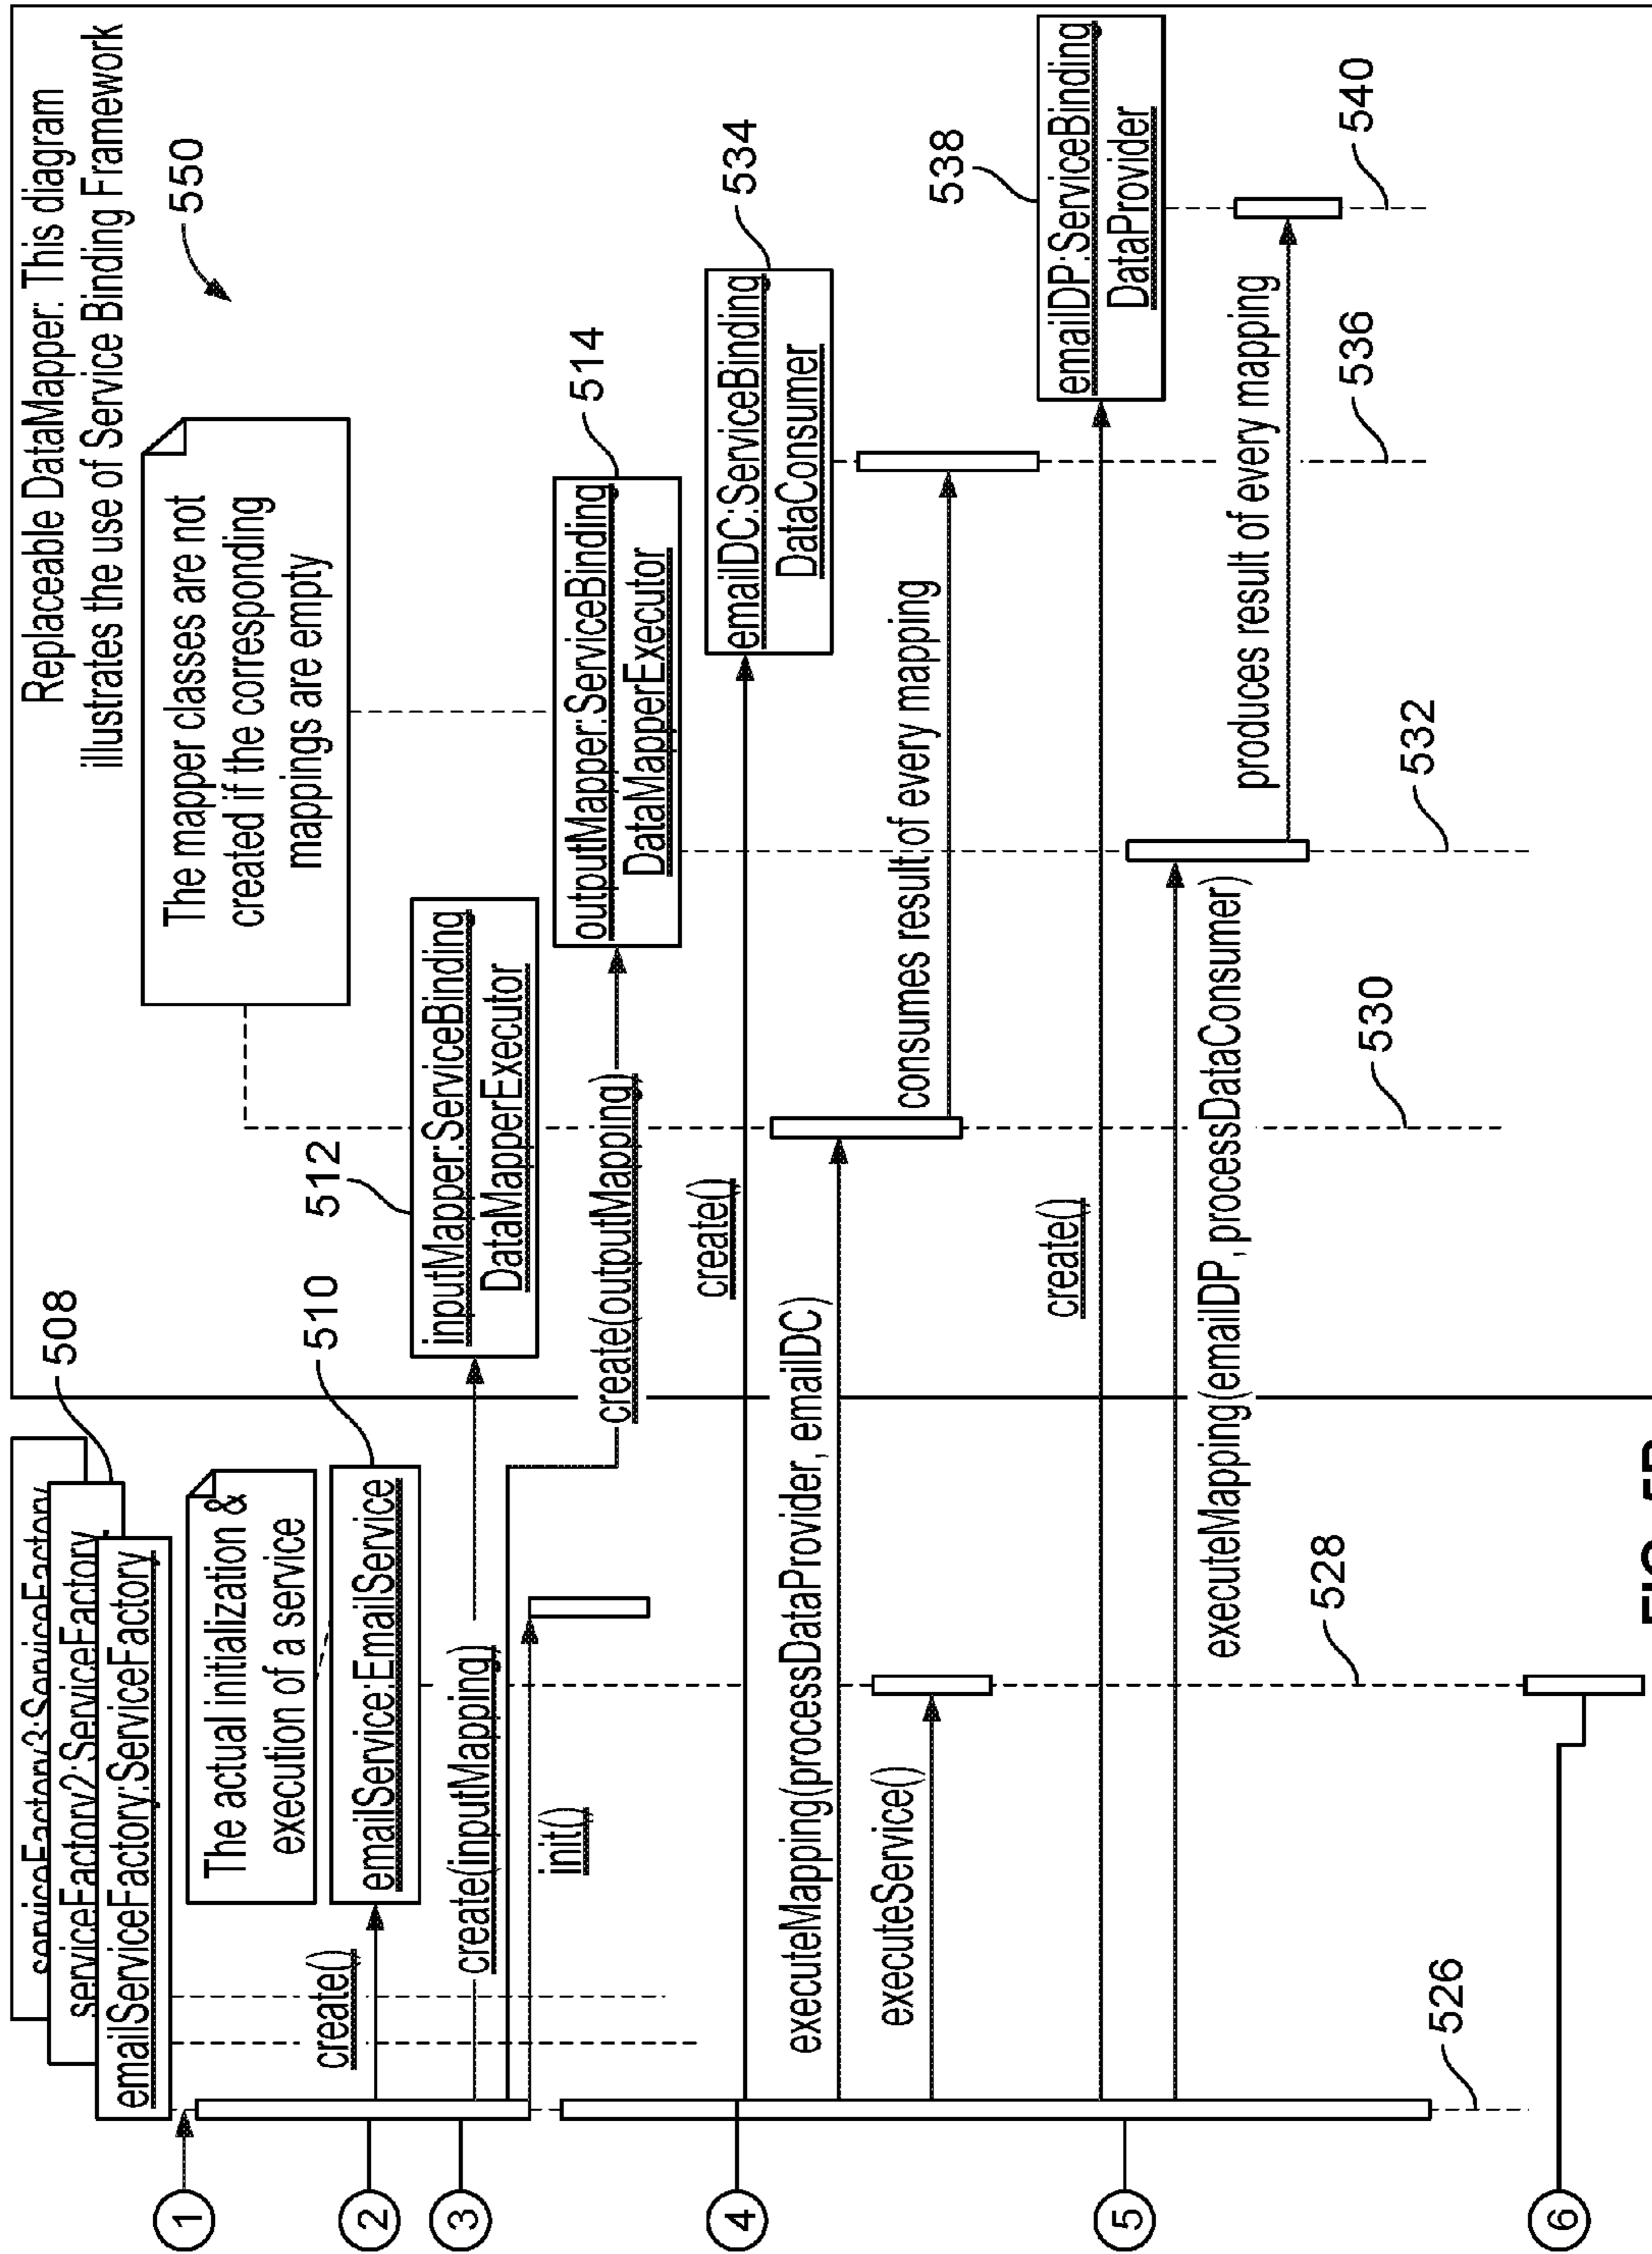 Replaceable DataMapper: This diagram
illustrates the use of Service Binding Framework
550
serviceFactory3:ServiceFactory
serviceFactory2:ServiceFactory
emailServiceFactory:ServiceFactory
508
The actual initialization &
execution of a service
The mapper classes are not
created if the corresponding
mappings are empty
1
2
create()
emailService:EmailService
510
512
inputMapper:ServiceBinding
DataMapperExecutor
3
create(inputMapping)
outputMapper:ServiceBinding
DataMapperExecutor
514
create(outputMapping)
init()
4
create()
emailDC:ServiceBinding
DataConsumer
534
executeMapping(processDataProvider, emailDC)
consumes result of every mapping
executeService()
5
create()
emailDP:ServiceBinding
DataProvider
538
executeMapping(emailDP, processDataConsumer)
produces result of every mapping
526
528
530
532
536
540
6